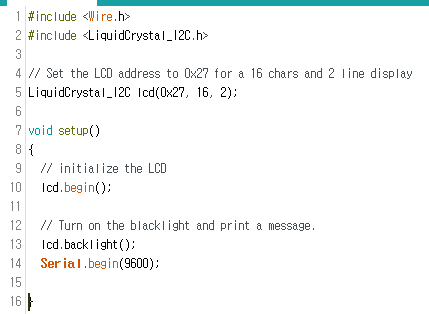 1 #include <Wire.h>
2 #include <LiquidCrystal_I2C.h>
3
4 // Set the LCD address to 0x27 for a 16 chars and 2 line display
5 LiquidCrystal_I2C lcd(0x27, 16, 2);
6
7 void setup()
8 {
9   // initialize the LCD
10   lcd.begin();
11
12   // Turn on the blacklight and print a message.
13   lcd.backlight();
14   Serial.begin(9600);
15
16 }